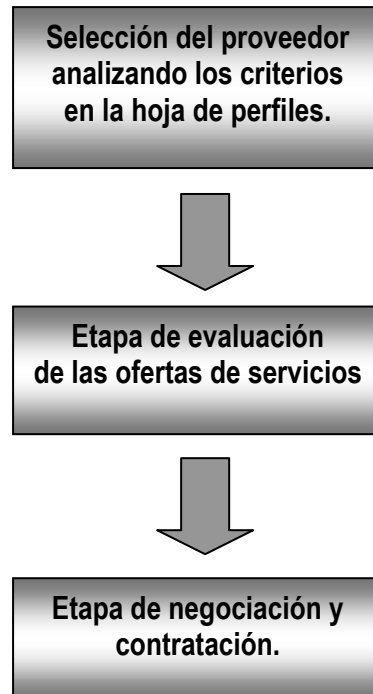 Selección del proveedor
analizando los criterios
en la hoja de perfiles.
Etapa de evaluación
de las ofertas de servicios
Etapa de negociación y
contratación.